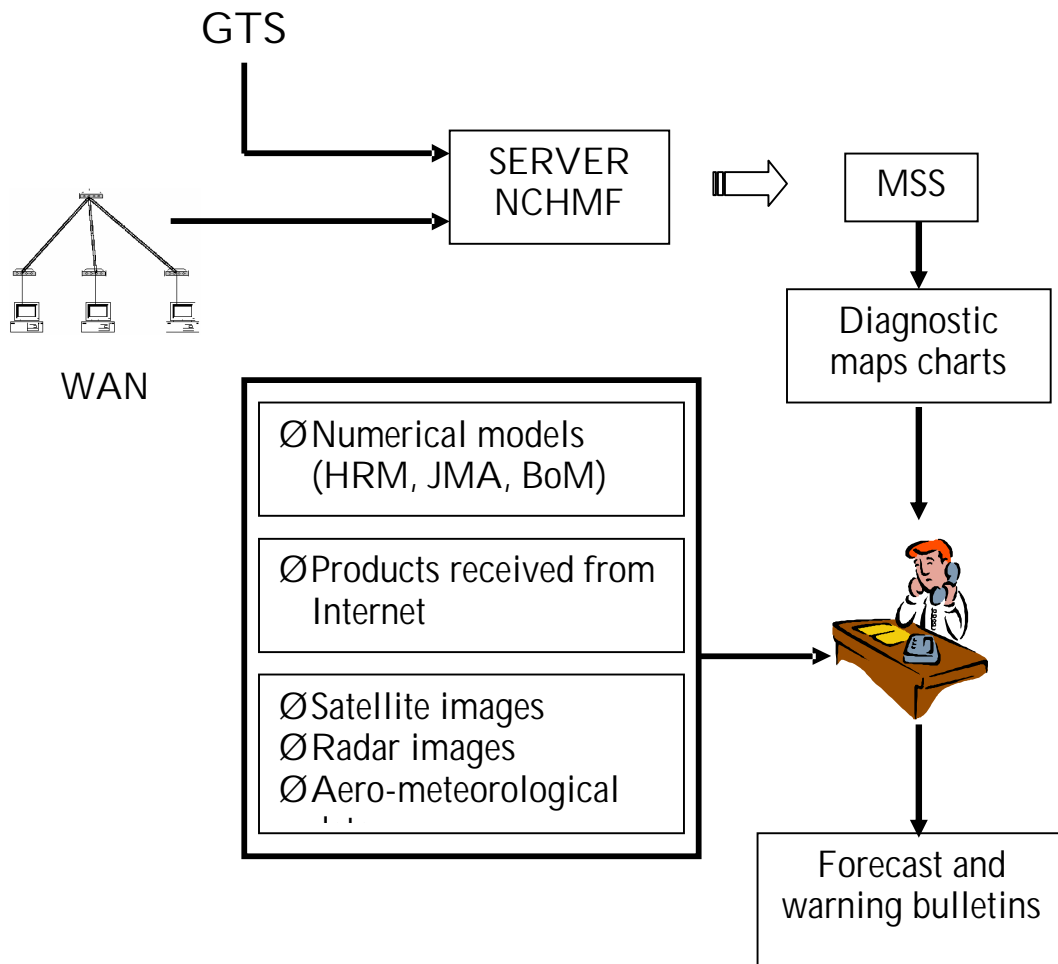 GTS
SERVER
NCHMF
MSS
WAN
Diagnostic
maps charts
ØNumerical models
(HRM, JMA, BoM)
ØProducts received from
Internet
ØSatellite images
ØRadar images
ØAero-meteorological
Forecast and
warning bulletins